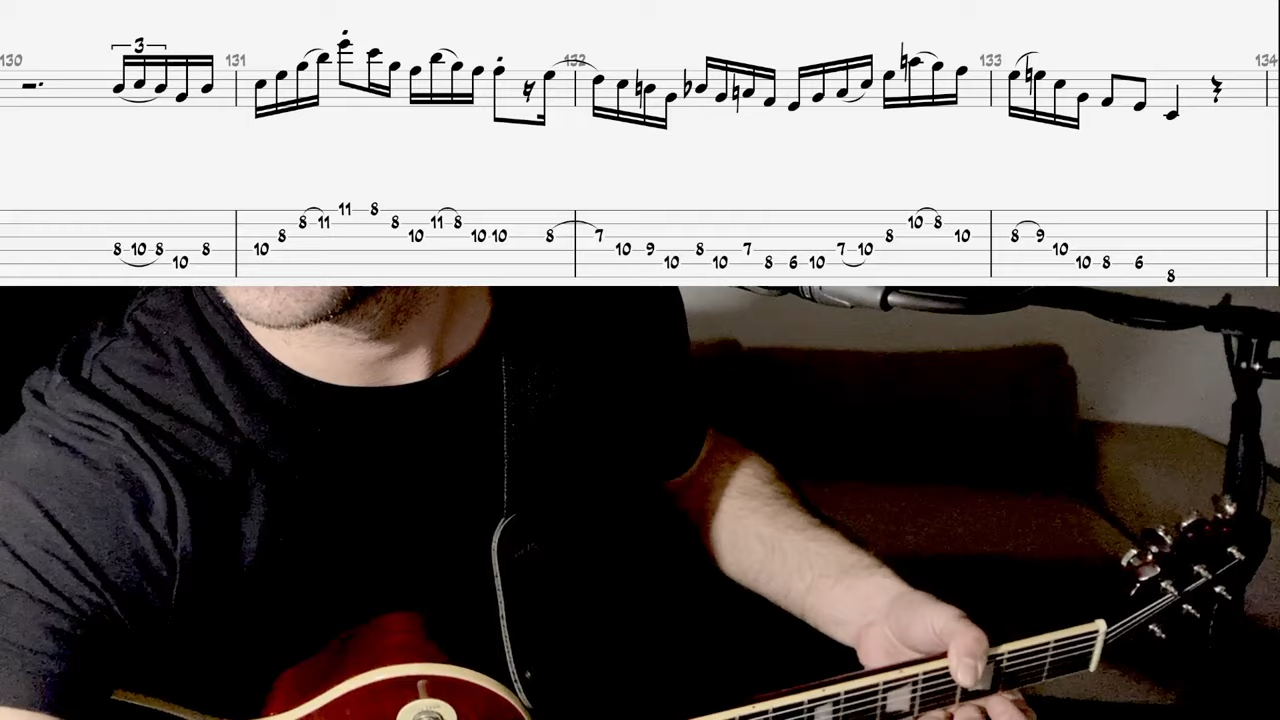 3
130 131 132 133 134
11 8
8 11 8 11 8 10 8
8 10 10 10 8 7 8 10 8 9
8 10 8 8 10 10 9 8 7 7 10 10
10 10 10 8 6 10 10 8 6
8